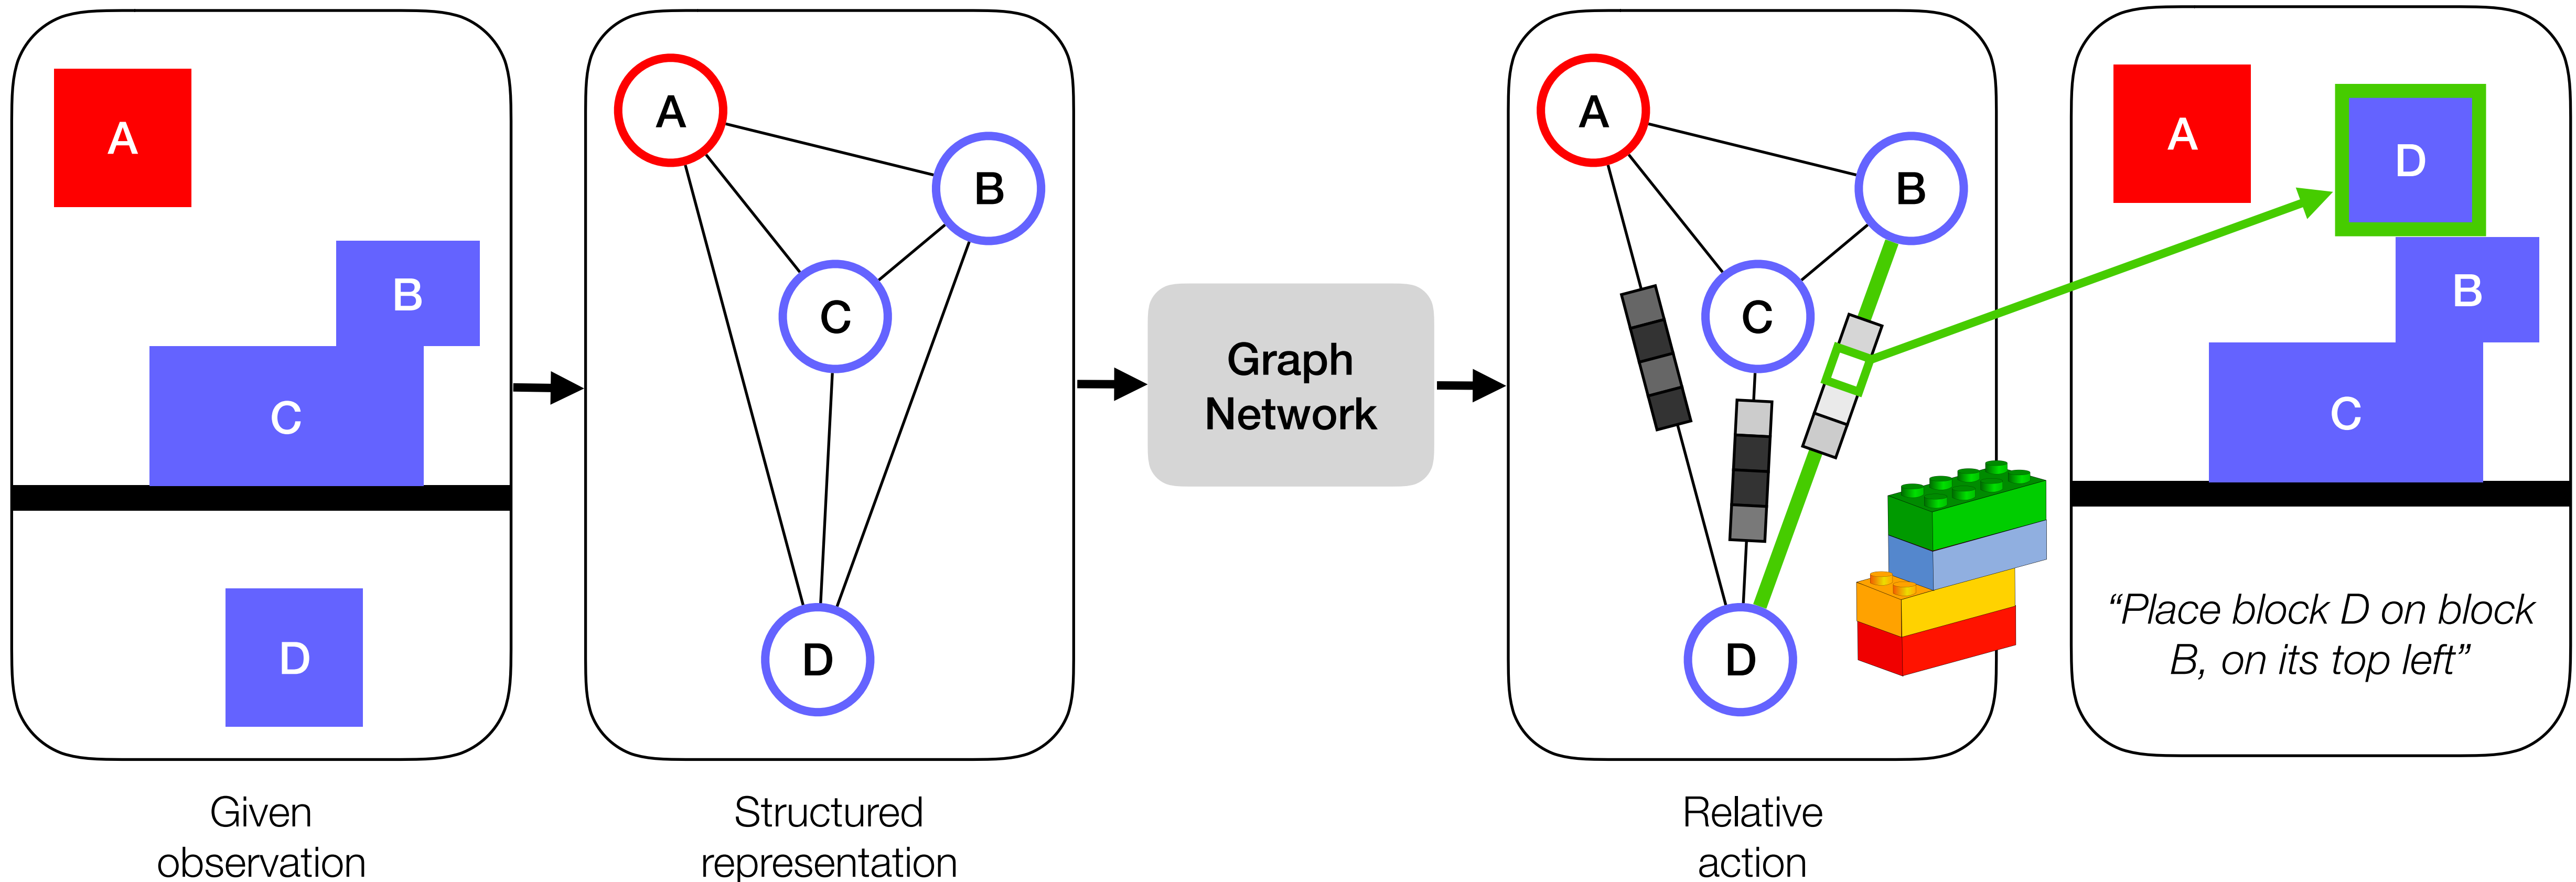 A
B
C
D
Given
observation
A
B
C
D
Structured
representation
Graph
Network
A
B
C
D
Relative
action
A
D
B
C
“Place block D on block
B, on its top left”